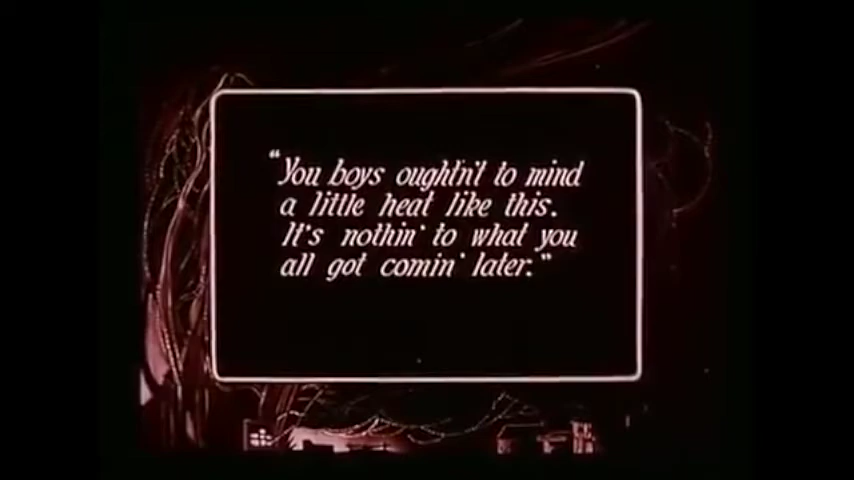 "You boys oughtn't to mind
a little heat like this.
It's nothin' to what you
all got comin' later."